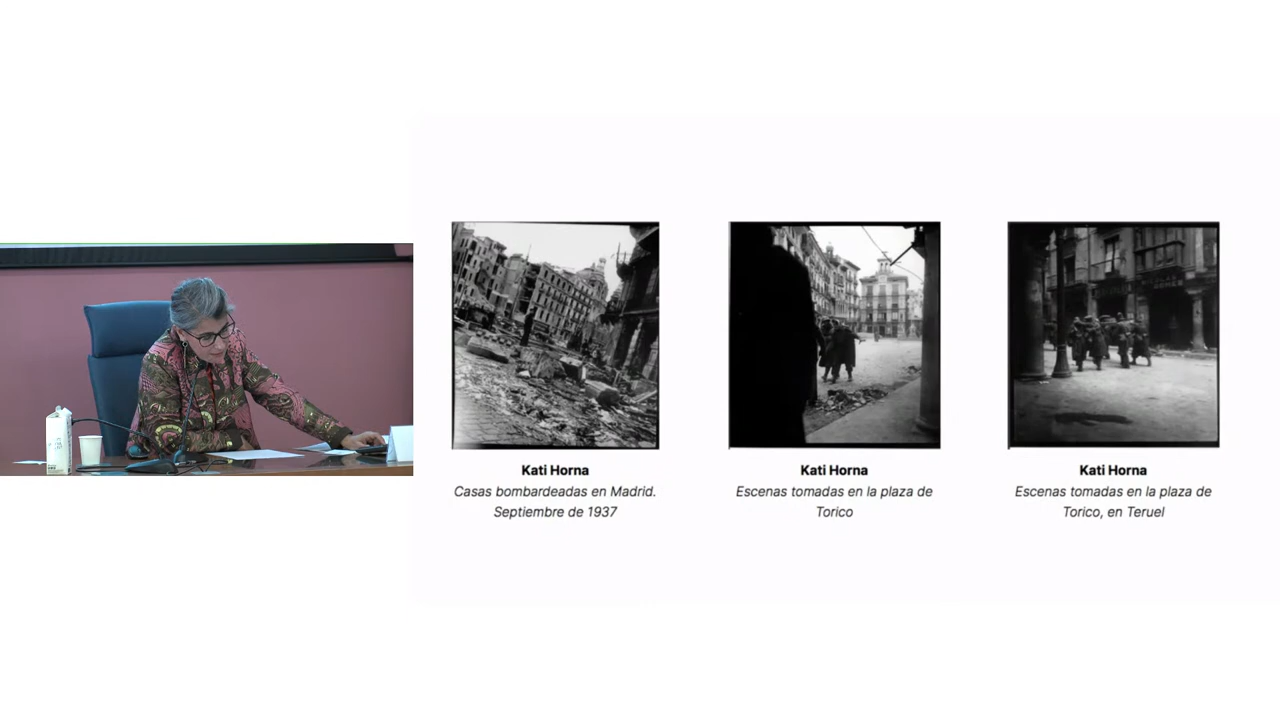 Kati Horna
Casas bombardeadas en Madrid.
Septiembre de 1937
Kati Horna
Escenas tomadas en la plaza de
Torico
Kati Horna
Escenas tomadas en la plaza de
Torico, en Teruel